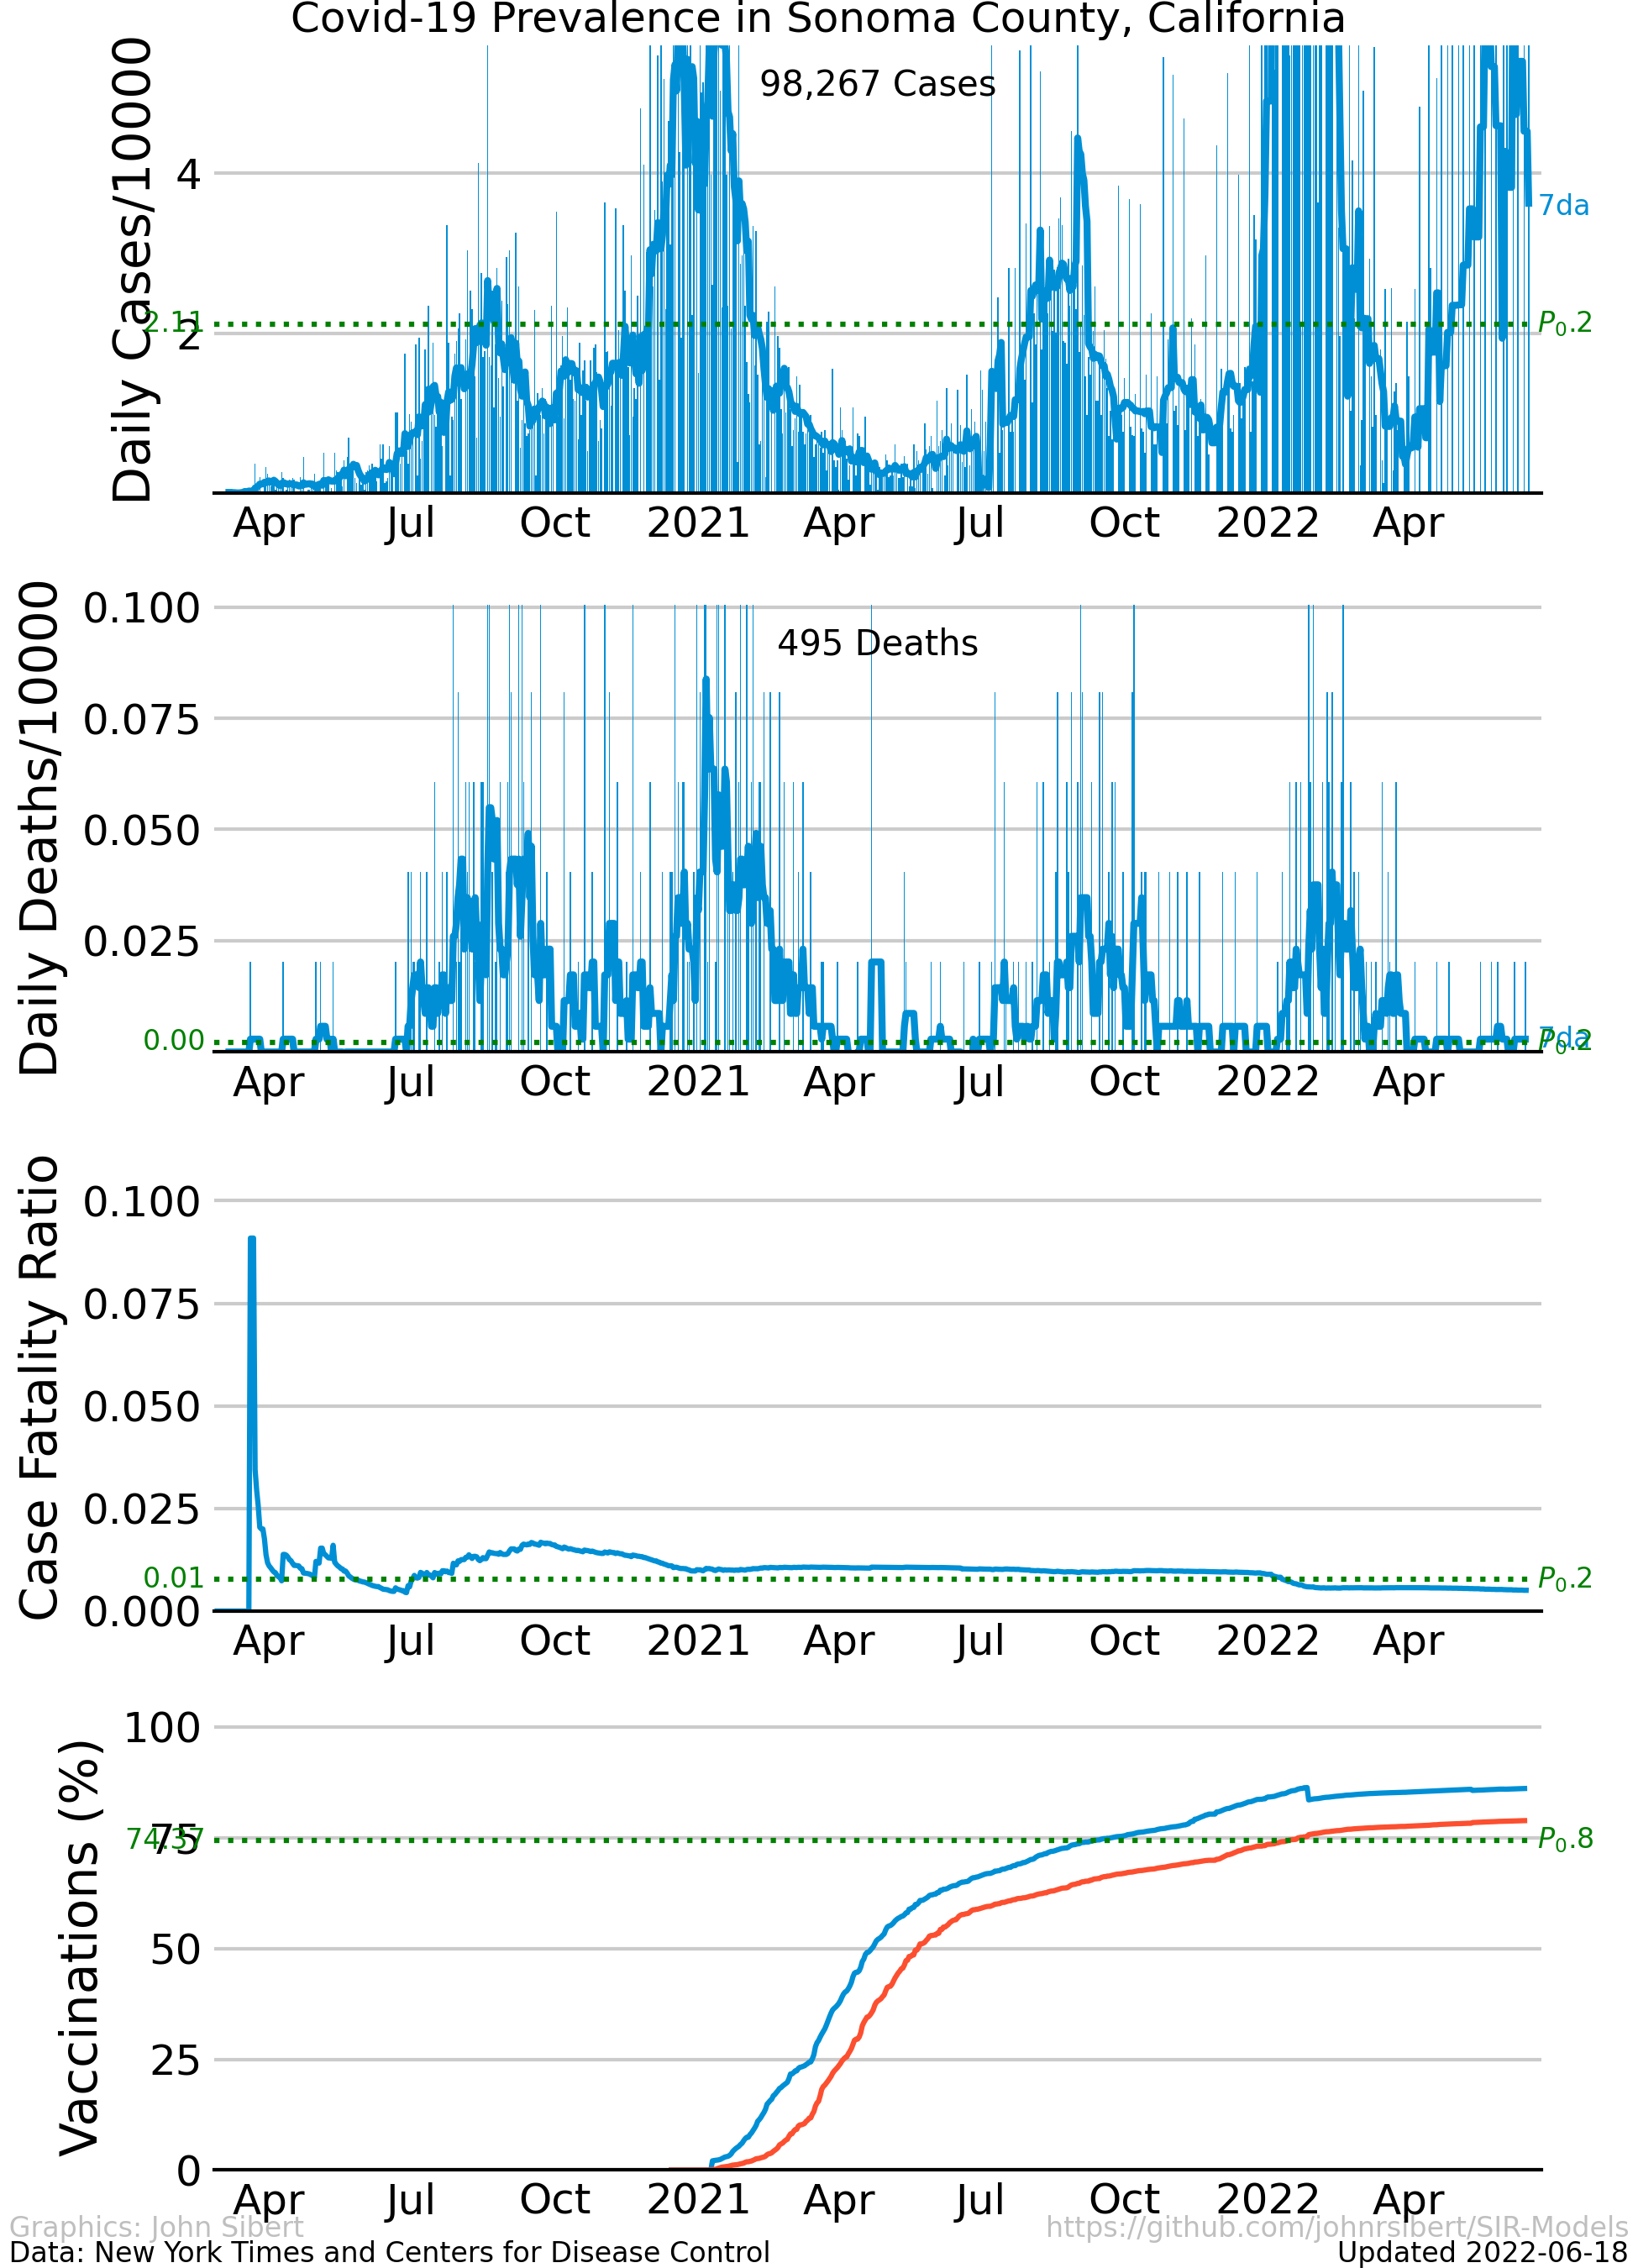 Covid-19 Prevalence in Sonoma County, California
Daily Cases/10000
98,267 Cases
4
7da
2.11
2
P0.2
Apr Jul Oct 2021 Apr Jul Oct 2022 Apr
Daily Deaths/10000
0.100
495 Deaths
0.075
0.050
0.025
0.00
7da
P0.2
Apr Jul Oct 2021 Apr Jul Oct 2022 Apr
Case Fatality Ratio
0.100
0.075
0.050
0.025
0.01
P0.2
0.000
Apr Jul Oct 2021 Apr Jul Oct 2022 Apr
Vaccinations (%)
100
75
74.37
P0.8
50
25
0
Apr Jul Oct 2021 Apr Jul Oct 2022 Apr
Graphics: John Sibert
https://github.com/johnrsibert/SIR-Models
Data: New York Times and Centers for Disease Control
Updated 2022-06-18